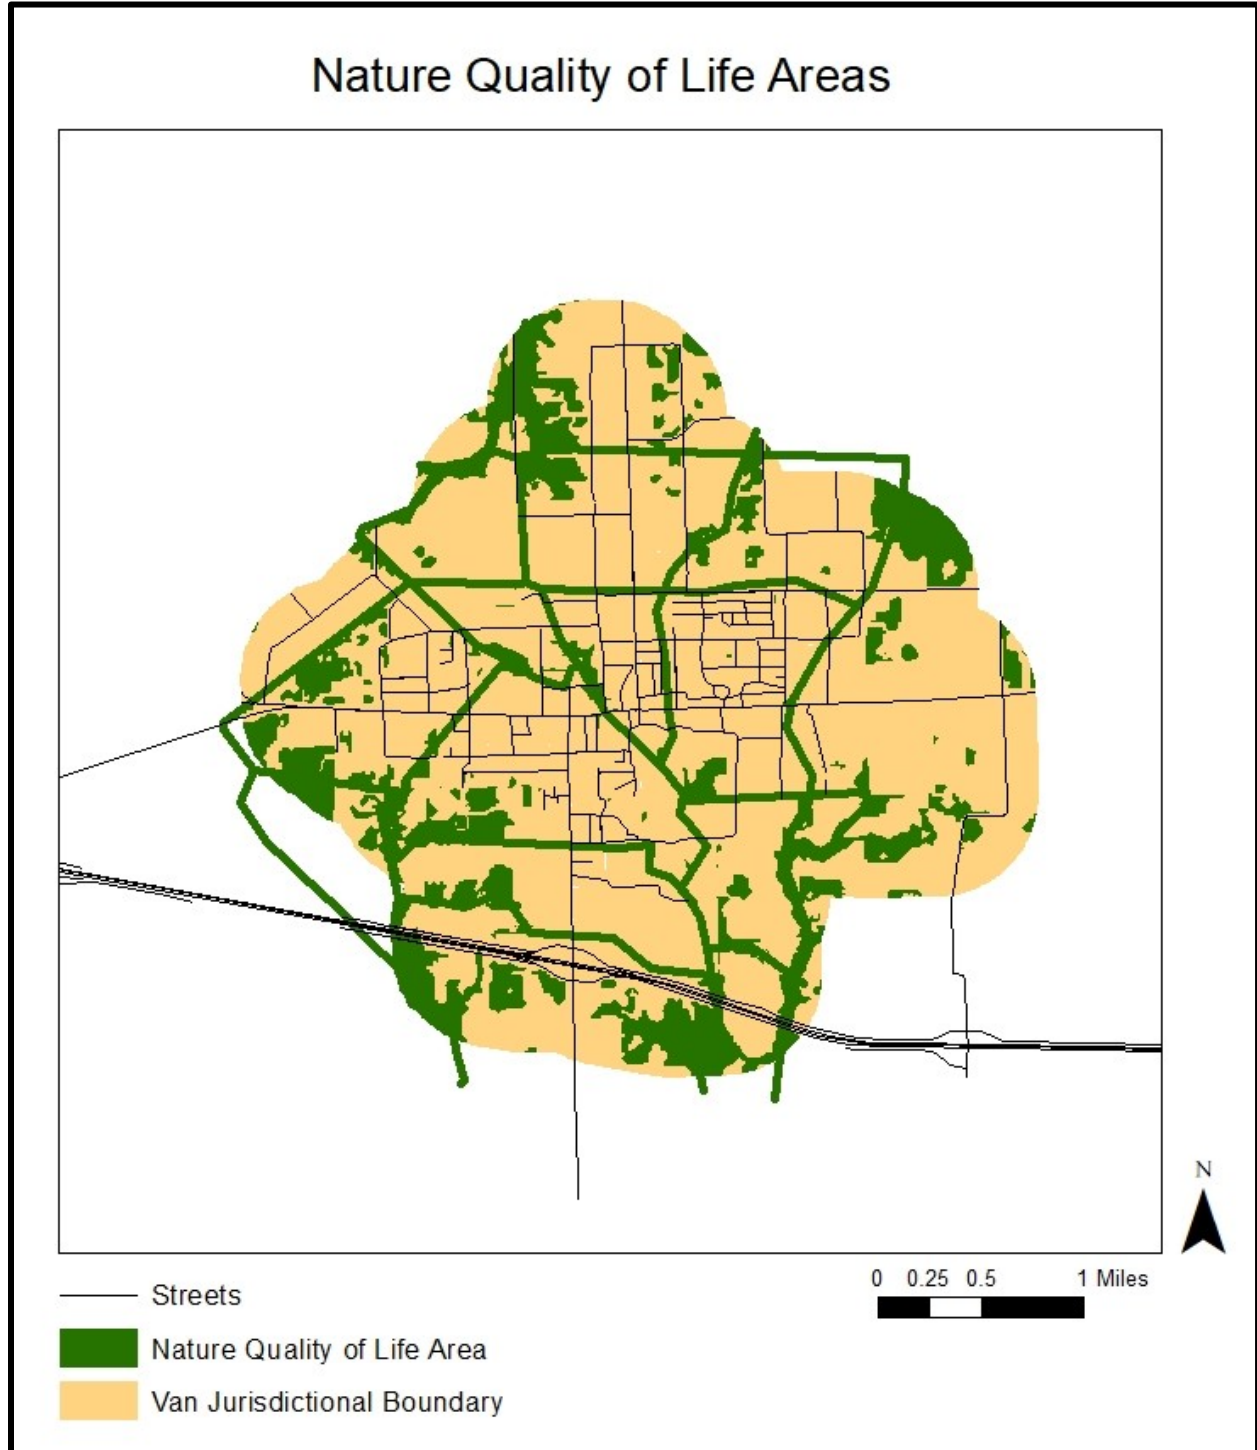 Nature Quality of Life Areas
N
0 0.25 0.5 1 Miles
Streets
Nature Quality of Life Area
Van Jurisdictional Boundary